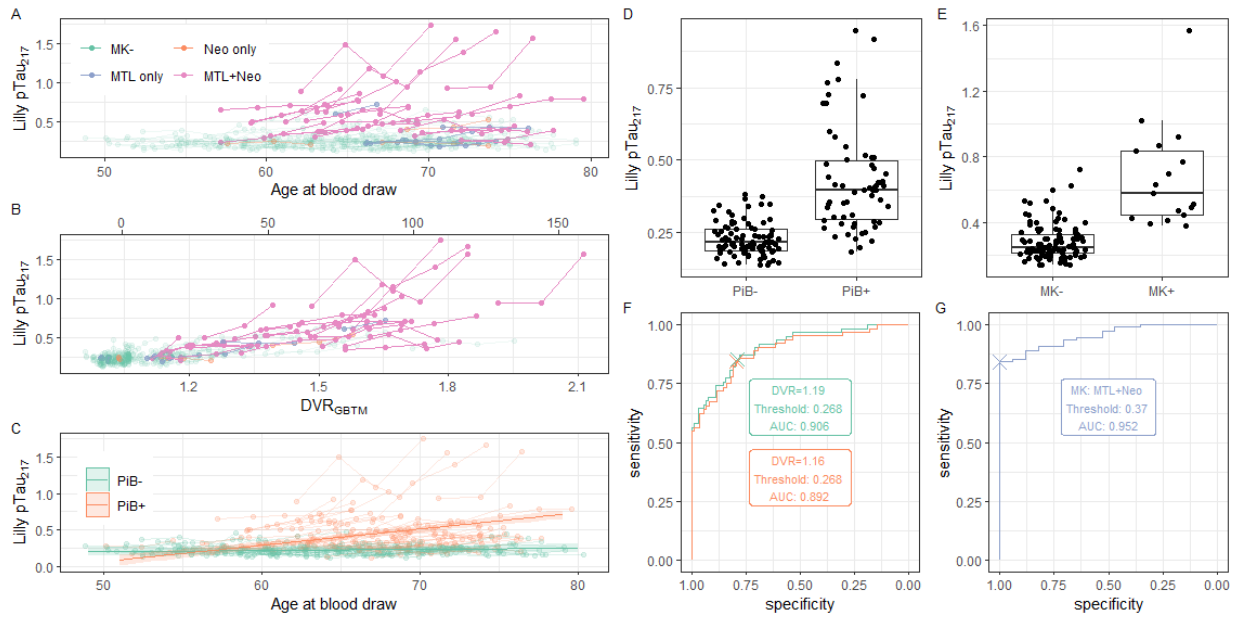 A
Lilly pTau217
1.5
1.0
0.5
MK-
Neo only
MTL only
MTL+Neo
50
60
70
80
Age at blood draw
B
0
50
100
150
Lilly pTau217
1.5
1.0
0.5
1.2
1.5
1.8
2.1
DVRGBTM
C
Lilly pTau217
1.5
1.0
0.5
0.0
PiB-
PiB+
50
60
70
80
Age at blood draw
D
Lilly pTau217
0.75
0.50
0.25
PiB-
PiB+
E
Lilly pTau217
1.6
1.2
0.8
0.4
MK-
MK+
F
sensitivity
1.00
0.75
0.50
0.25
0.00
DVR=1.19
Threshold: 0.268
AUC: 0.906
DVR=1.16
Threshold: 0.268
AUC: 0.892
1.00
0.75
0.50
0.25
0.00
specificity
G
sensitivity
1.00
0.75
0.50
0.25
0.00
MK: MTL+Neo
Threshold: 0.37
AUC: 0.952
1.00
0.75
0.50
0.25
0.00
specificity